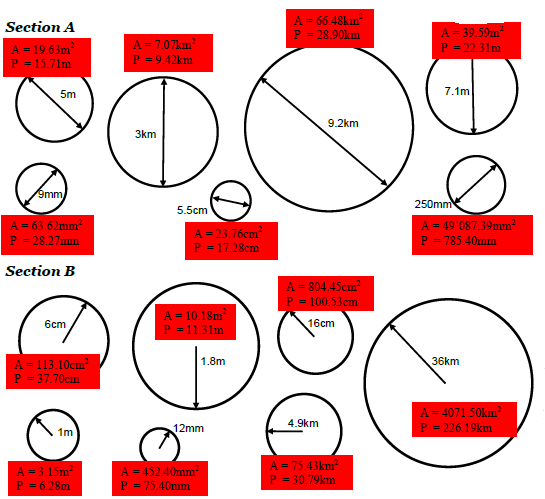 Section A
A = 19.63m²
P = 15.71m
5m
A = 7.07km²
P = 9.42km
3km
A = 66.48km²
P = 28.90km
9.2km
A = 39.59m²
P = 22.31m
7.1m
9mm
A = 63.62mm²
P = 28.27mm
5.5cm
A = 23.76cm²
P = 17.28cm
250mm
A = 49'087.39mm²
P = 785.40mm
Section B
6cm
A = 113.10cm²
P = 37.70cm
A = 10.18m²
P = 11.31m
1.8m
A = 804.45cm²
P = 100.53cm
16cm
36km
A = 4071.50km²
P = 226.19km
1m
A = 3.15m²
P = 6.28m
12mm
A = 452.40mm²
P = 75.40mm
4.9km
A = 75.43km²
P = 30.79km